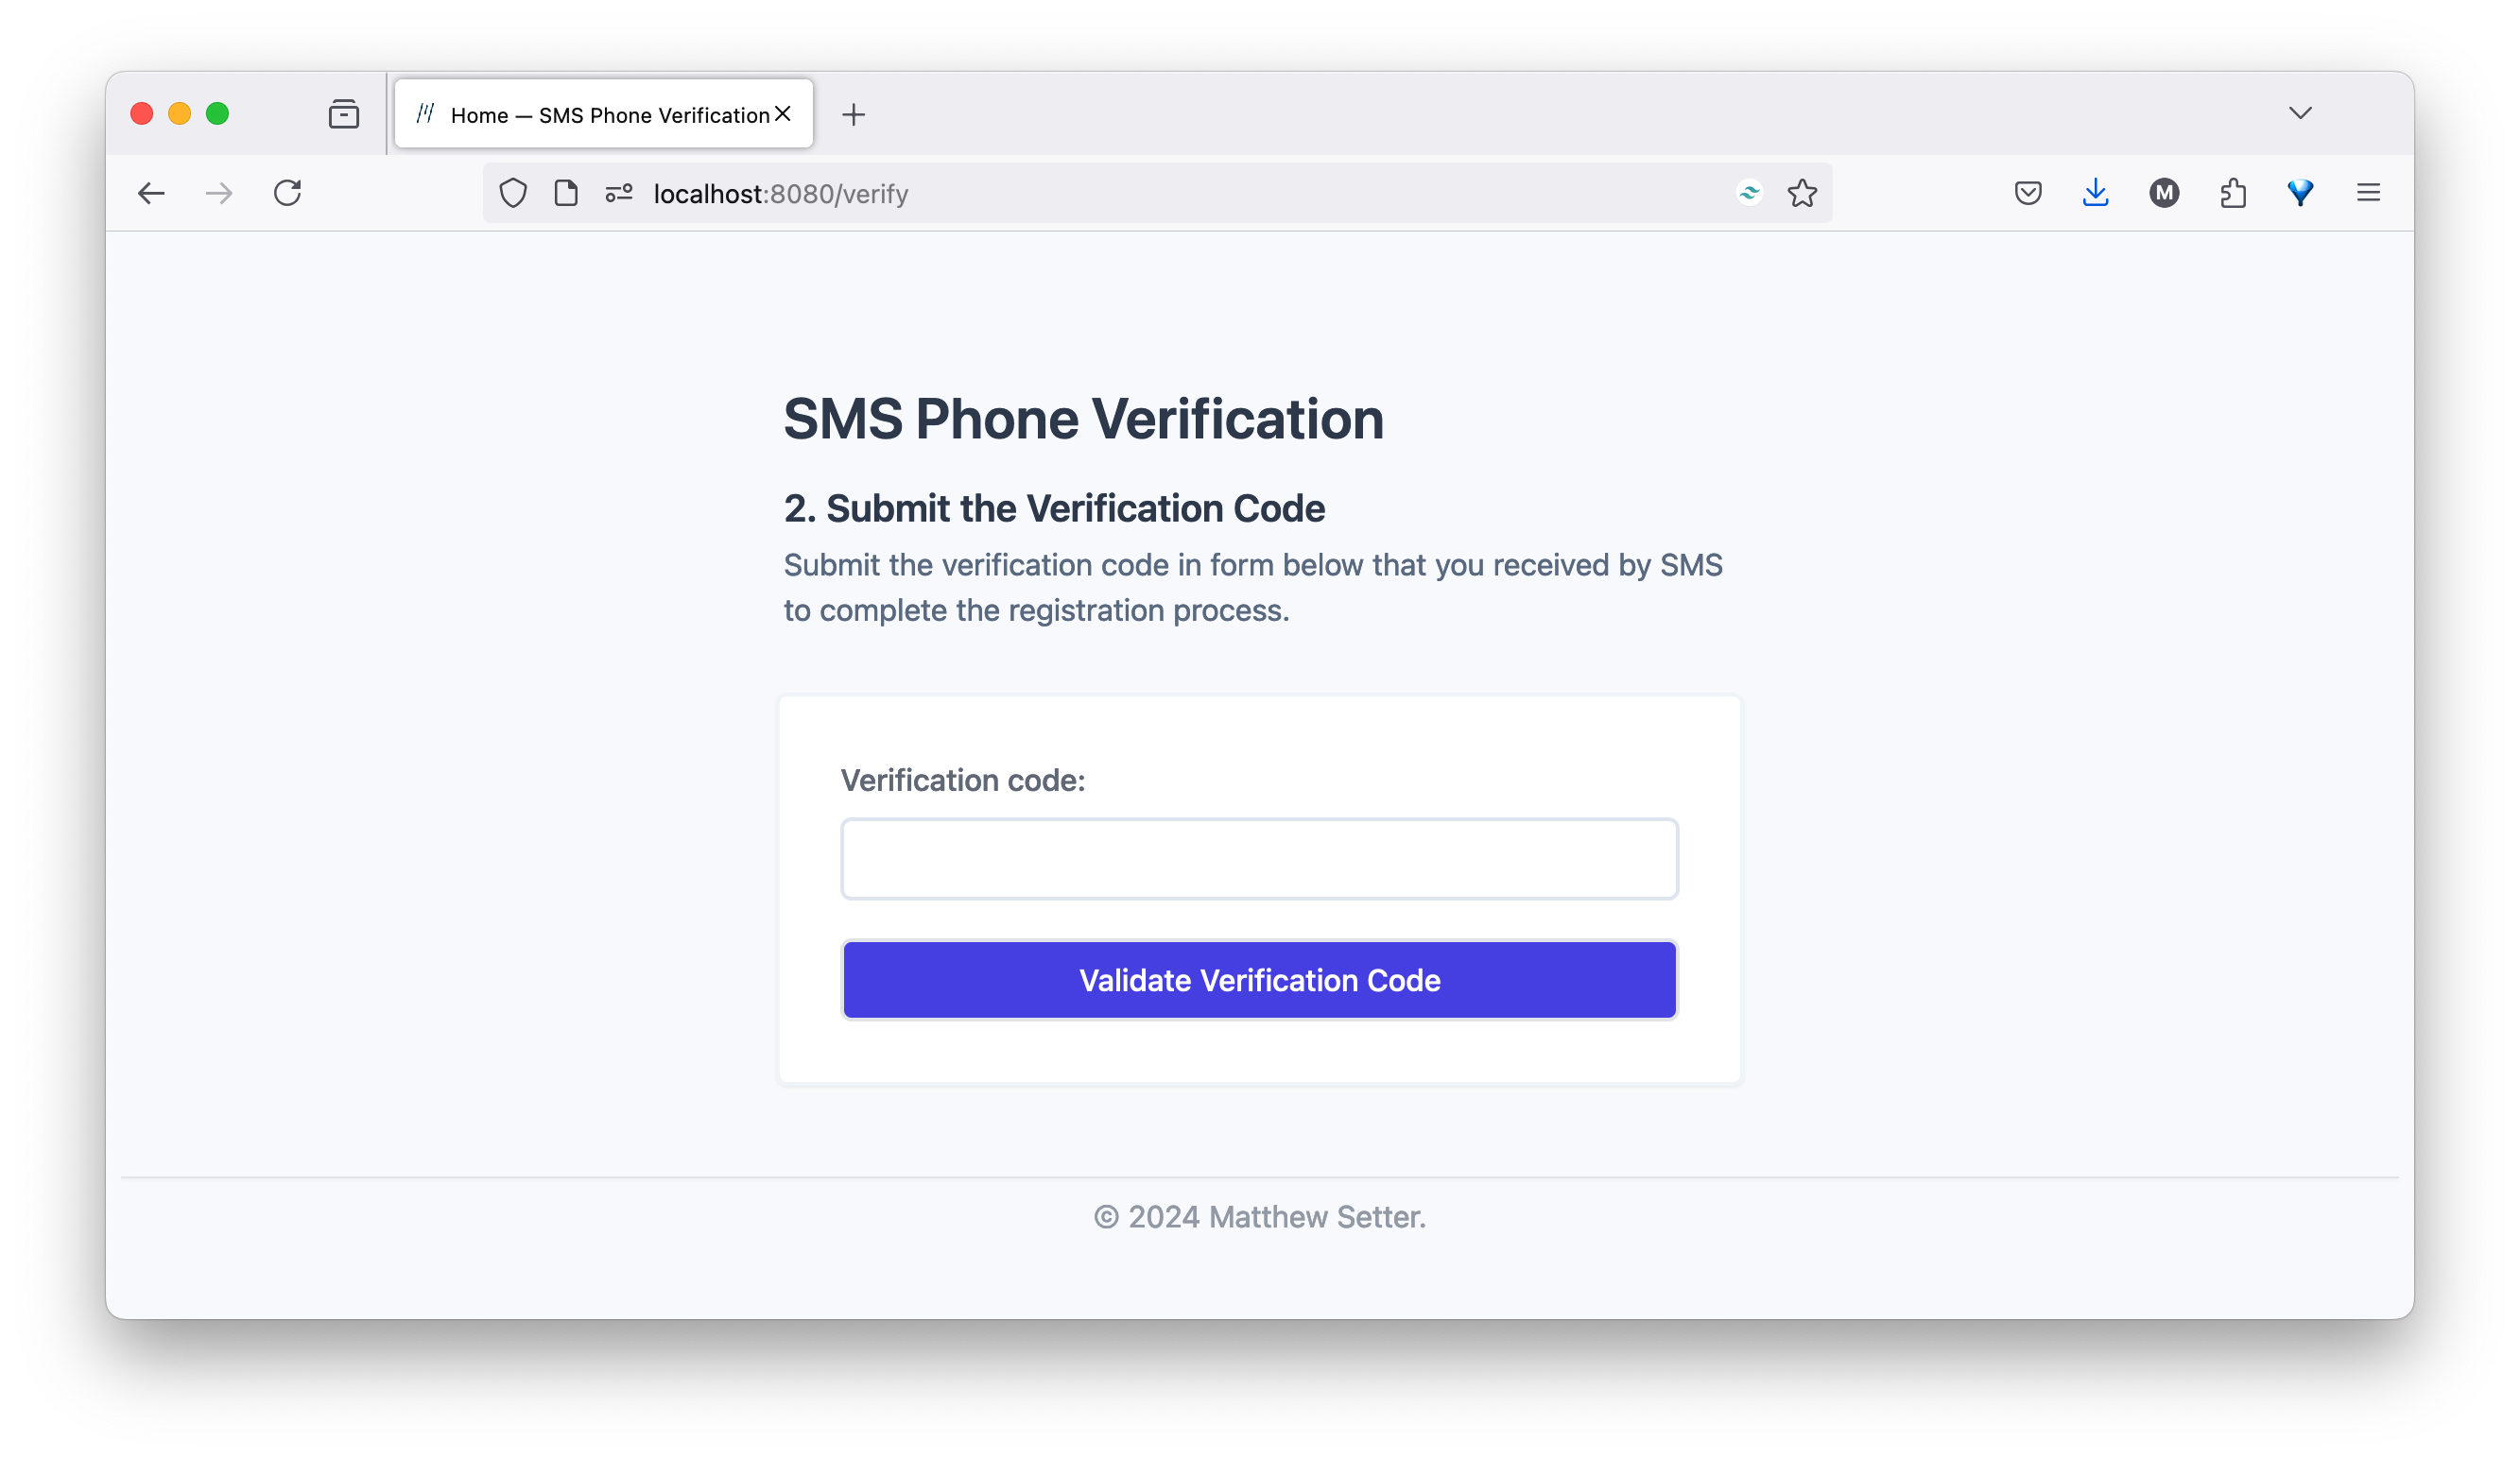 Home — SMS Phone Verification
localhost:8080/verify
M
SMS Phone Verification
2. Submit the Verification Code
Submit the verification code in form below that you received by SMS
to complete the registration process.
Verification code:
Validate Verification Code
© 2024 Matthew Setter.